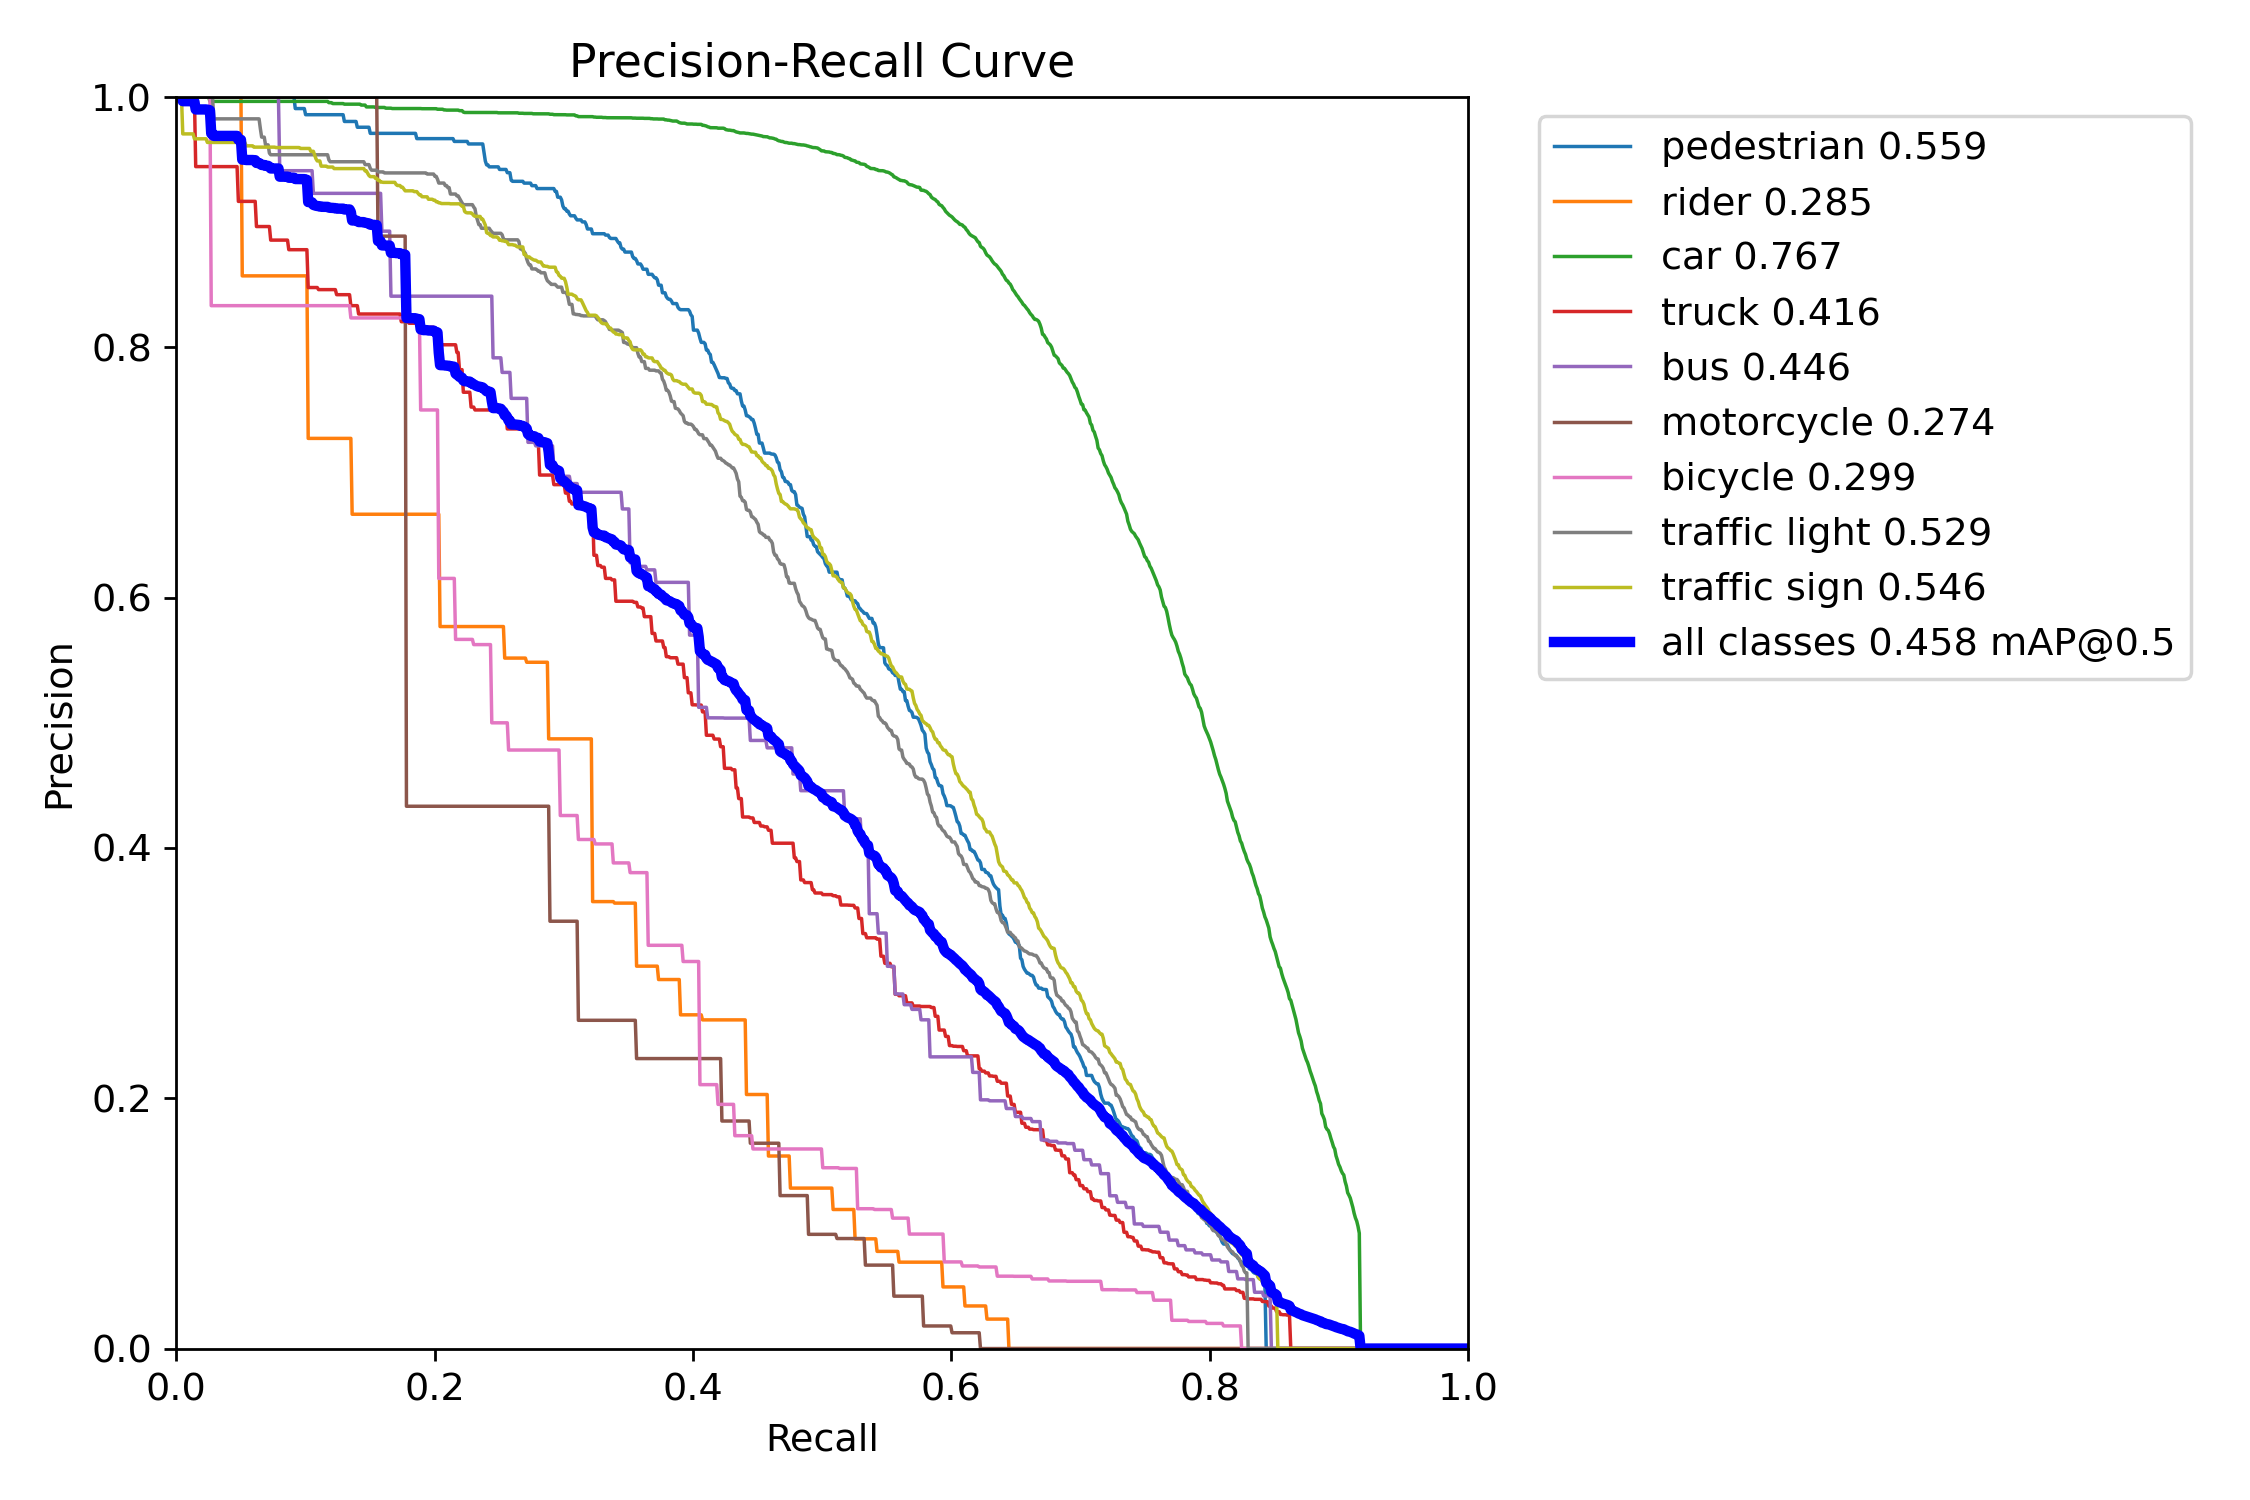 Precision-Recall Curve
1.0
0.8
0.6
0.4
0.2
0.0
Precision
0.0 0.2 0.4 0.6 0.8 1.0
Recall
pedestrian 0.559
rider 0.285
car 0.767
truck 0.416
bus 0.446
motorcycle 0.274
bicycle 0.299
traffic light 0.529
traffic sign 0.546
all classes 0.458 mAP@0.5